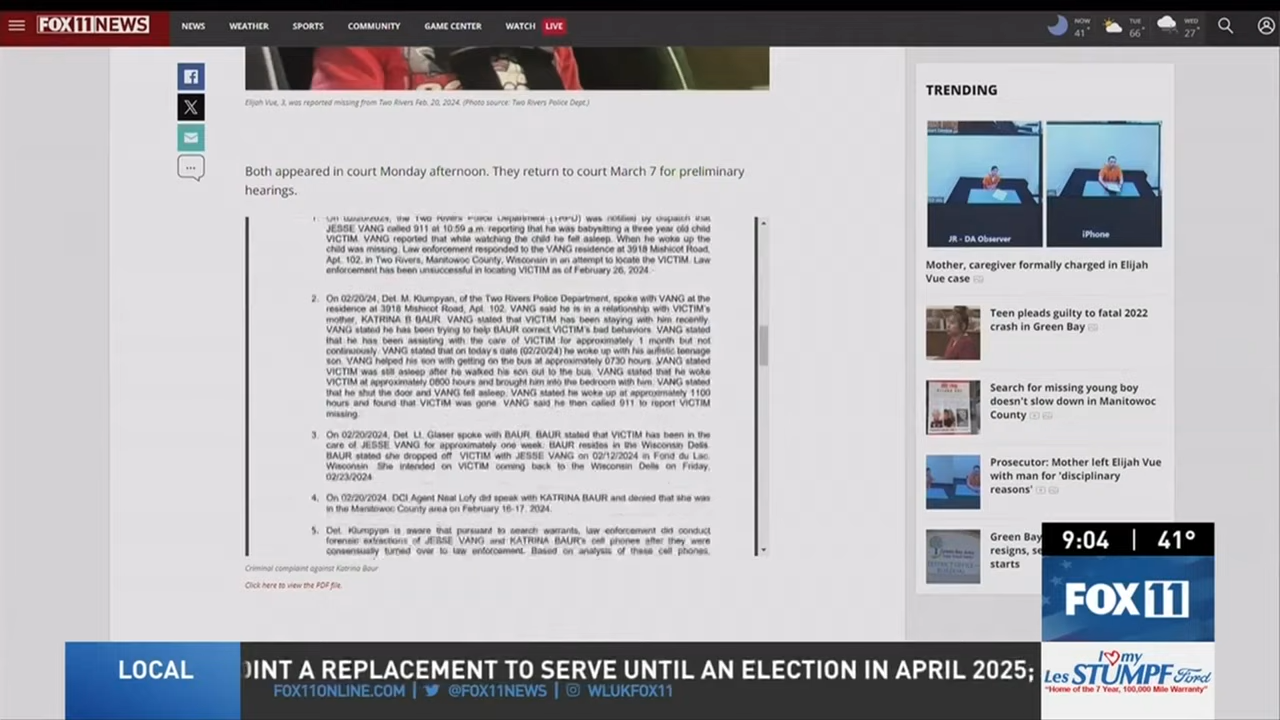 FOX11NEWS
NEWS WEATHER SPORTS COMMUNITY GAME CENTER WATCH LIVE
NOW 41° TUE 66° WED 27°
Elijah Vue, 3, was reported missing from Two Rivers Feb. 20, 2024. (Photo source: Two Rivers Police Dept.)
Both appeared in court Monday afternoon. They return to court March 7 for preliminary
hearings.
1. On 02/20/2024, the Two Rivers Police Department (TRPD) was notified by dispatch that
JESSE VANG called 911 at 10:59 a.m. reporting that he was babysitting a three year old child
VICTIM. VANG reported that while watching the child he fell asleep. When he woke up the
child was missing. Law enforcement responded to the VANG residence at 3918 Mishicot Road,
Apt. 102, in Two Rivers, Manitowoc County, Wisconsin in an attempt to locate the VICTIM. Law
enforcement has been unsuccessful in locating VICTIM as of February 26, 2024.
2. On 02/20/24, Det. M. Klumpyan, of the Two Rivers Police Department, spoke with VANG at the
residence at 3918 Mishicot Road, Apt. 102. VANG said he is in a relationship with VICTIM's
mother, KATRINA B BAUR. VANG stated that VICTIM has been staying with him recently.
VANG stated he has been trying to help BAUR correct VICTIM's bad behaviors. VANG stated
that he has been assisting with the care of VICTIM for approximately 1 month but not
continuously. VANG stated that on today's date (02/20/24) he woke up with his autistic teenage
son. VANG helped his son with getting on the bus at approximately 0730 hours. VANG stated
VICTIM was still asleep after he walked his son out to the bus. VANG stated that he woke
VICTIM at approximately 0800 hours and brought him into the bedroom with him. VANG stated
that he shut the door and VANG fell asleep. VANG stated he woke up at approximately 1100
hours and found that VICTIM was gone. VANG said he then called 911 to report VICTIM
missing.
3. On 02/20/2024, Det. Lt. Glaser spoke with BAUR. BAUR stated that VICTIM has been in the
care of JESSE VANG for approximately one week. BAUR resides in the Wisconsin Dells.
BAUR stated she dropped off VICTIM with JESSE VANG on 02/12/2024 in Fond du Lac,
Wisconsin. She intended on VICTIM coming back to the Wisconsin Dells on Friday,
02/23/2024
4. On 02/20/2024, DCI Agent Neal Lofy did speak with KATRINA BAUR and denied that she was
in the Manitowoc County area on February 16-17, 2024.
5. Det. Klumpyan is aware that pursuant to search warrants, law enforcement did conduct
forensic extractions of JESSE VANG and KATRINA BAUR's cell phones after they were
consensually turned over to law enforcement. Based on analysis of these cell phones,
Criminal complaint against Katrina Baur
Click here to view the PDF file.
TRENDING
JR - DA Observer
iPhone
Mother, caregiver formally charged in Elijah
Vue case
Teen pleads guilty to fatal 2022
crash in Green Bay
Search for missing young boy
doesn't slow down in Manitowoc
County
Prosecutor: Mother left Elijah Vue
with man for 'disciplinary
reasons'
Green Bay
resigns, se
starts
9:04 | 41°
FOX 11
I my
Les STUMPF Ford
"Home of the 7 Year, 100,000 Mile Warranty"
LOCAL
OINT A REPLACEMENT TO SERVE UNTIL AN ELECTION IN APRIL 2025;
FOX11ONLINE.COM | @FOX11NEWS | WLUKFOX11